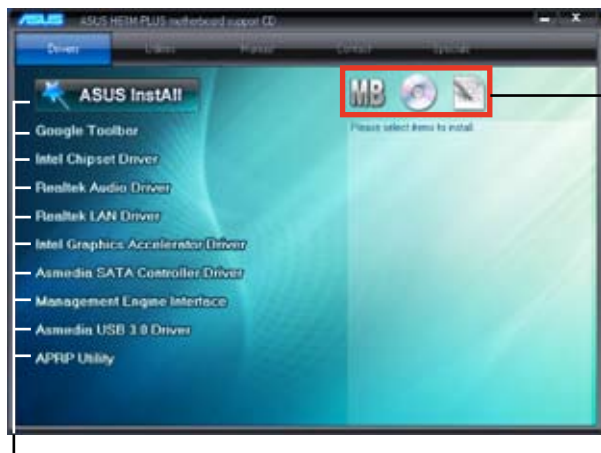 ASUS ASUS H61M PLUS motherboard support CD
Drivers Utilities Manual Contact Specials
ASUS InstAll
MB
Please select items to install.
Google Toolbar
Intel Chipset Driver
Realtek Audio Driver
Realtek LAN Driver
Intel Graphics Accelerator Driver
Asmedia SATA Controller Driver
Management Engine Interface
Asmedia USB 3.0 Driver
APRP Utility